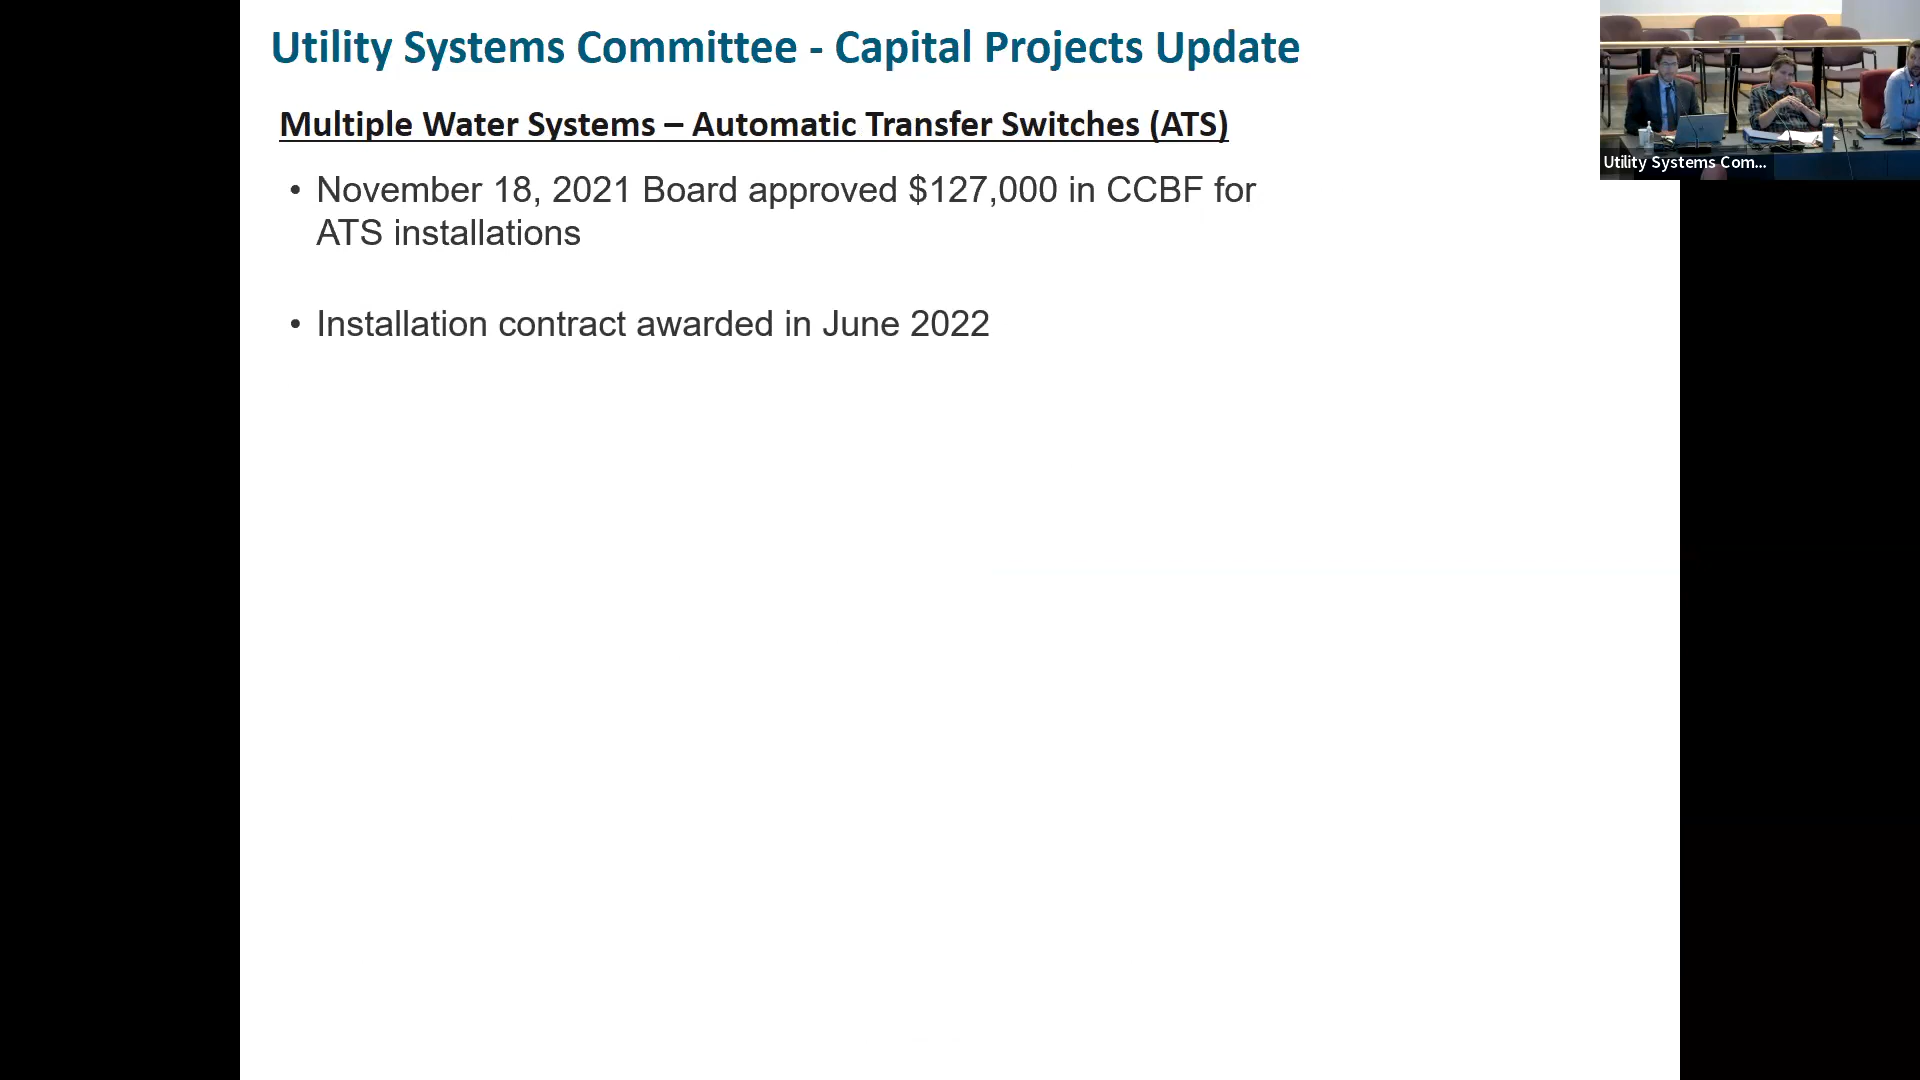 Utility Systems Committee - Capital Projects Update
Multiple Water Systems – Automatic Transfer Switches (ATS)
• November 18, 2021 Board approved $127,000 in CCBF for
ATS installations
• Installation contract awarded in June 2022
Utility Systems Com...